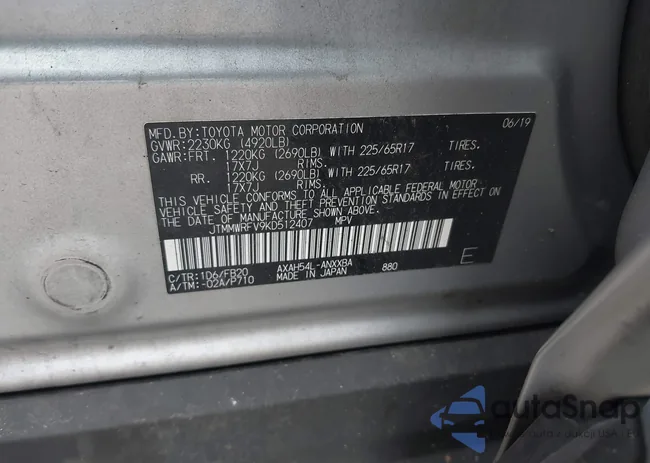 MFD.BY:TOYOTA MOTOR CORPORATION 06/19
GVWR:2230KG (4920LB)
GAWR:FRT. 1220KG (2690LB) WITH 225/65R17 TIRES.
17X7J RIMS.
RR. 1220KG (2690LB) WITH 225/65R17 TIRES.
17X7J RIMS.
THIS VEHICLE CONFORMS TO ALL APPLICABLE FEDERAL MOTOR
VEHICLE SAFETY AND THEFT PREVENTION STANDARDS IN EFFECT ON
THE DATE OF MANUFACTURE SHOWN ABOVE.
JTMMWRFV9KD512407 MPV
C/TR:1D6/FB20 AXAH54L-ANXXBA E
A/TM:-02A/P710 MADE IN JAPAN 880
autoSnap